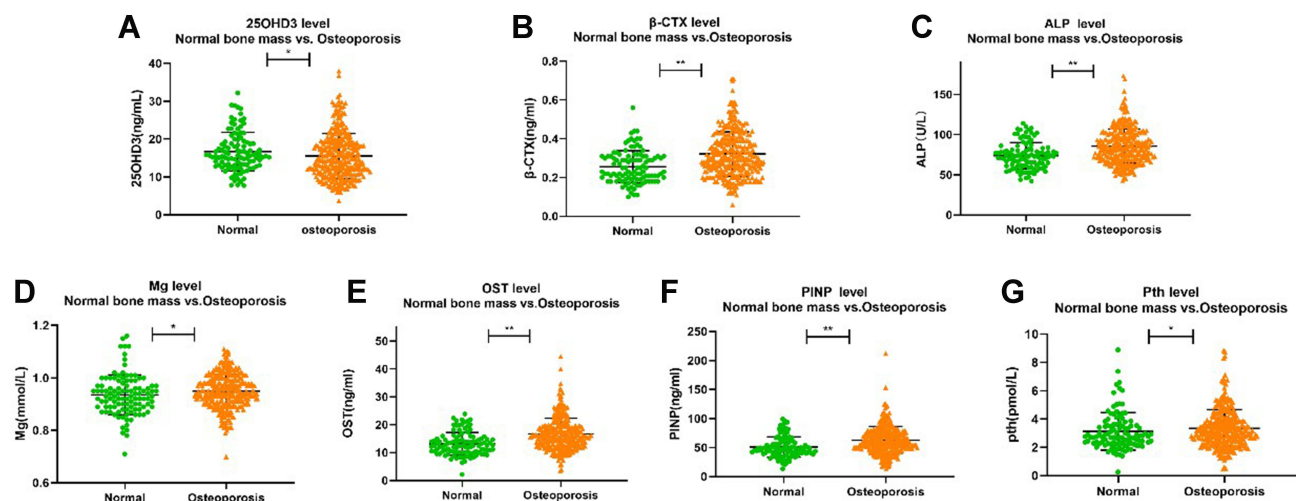 A
25OHD3 level
Normal bone mass vs. Osteoporosis
*
25OHD3(ng/mL)
40
30
20
10
0
Normal
osteoporosis
B
β-CTX level
Normal bone mass vs.Osteoporosis
**
β-CTX(ng/ml)
0.8
0.6
0.4
0.2
0.0
Normal
Osteoporosis
C
ALP level
Normal bone mass vs.Osteoporosis
**
ALP(U/L)
150
100
50
0
Normal
Osteoporosis
D
Mg level
Normal bone mass vs.Osteoporosis
*
Mg(mmol/L)
1.2
1.0
0.8
0.6
Normal
Osteoporosis
E
OST level
Normal bone mass vs.Osteoporosis
**
OST(ng/ml)
50
40
30
20
10
0
Normal
Osteoporosis
F
PINP level
Normal bone mass vs.Osteoporosis
**
PINP(ng/ml)
250
200
150
100
50
0
Normal
Osteoporosis
G
Pth level
Normal bone mass vs.Osteoporosis
*
pth(pmol/L)
10
8
6
4
2
0
Normal
Osteoporosis